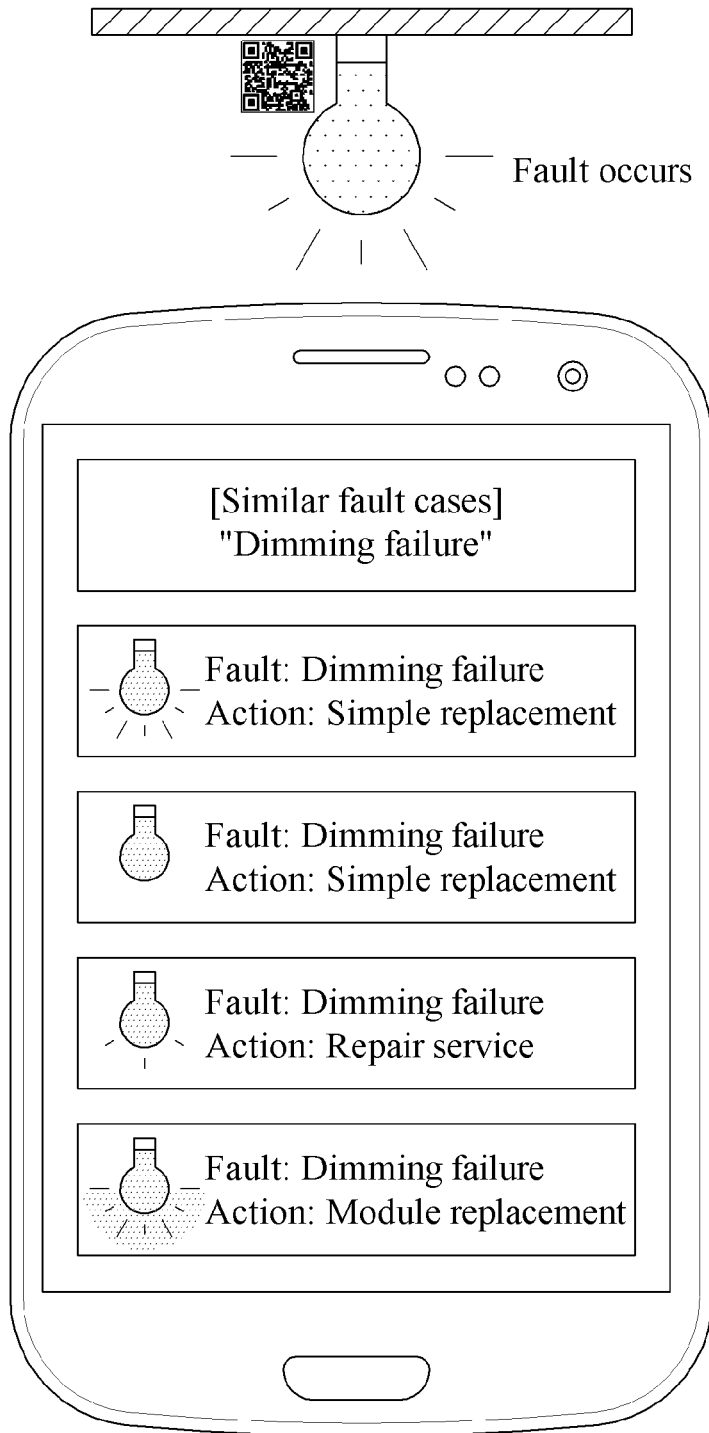 Fault occurs
[Similar fault cases]
"Dimming failure"
Fault: Dimming failure
Action: Simple replacement
Fault: Dimming failure
Action: Simple replacement
Fault: Dimming failure
Action: Repair service
Fault: Dimming failure
Action: Module replacement